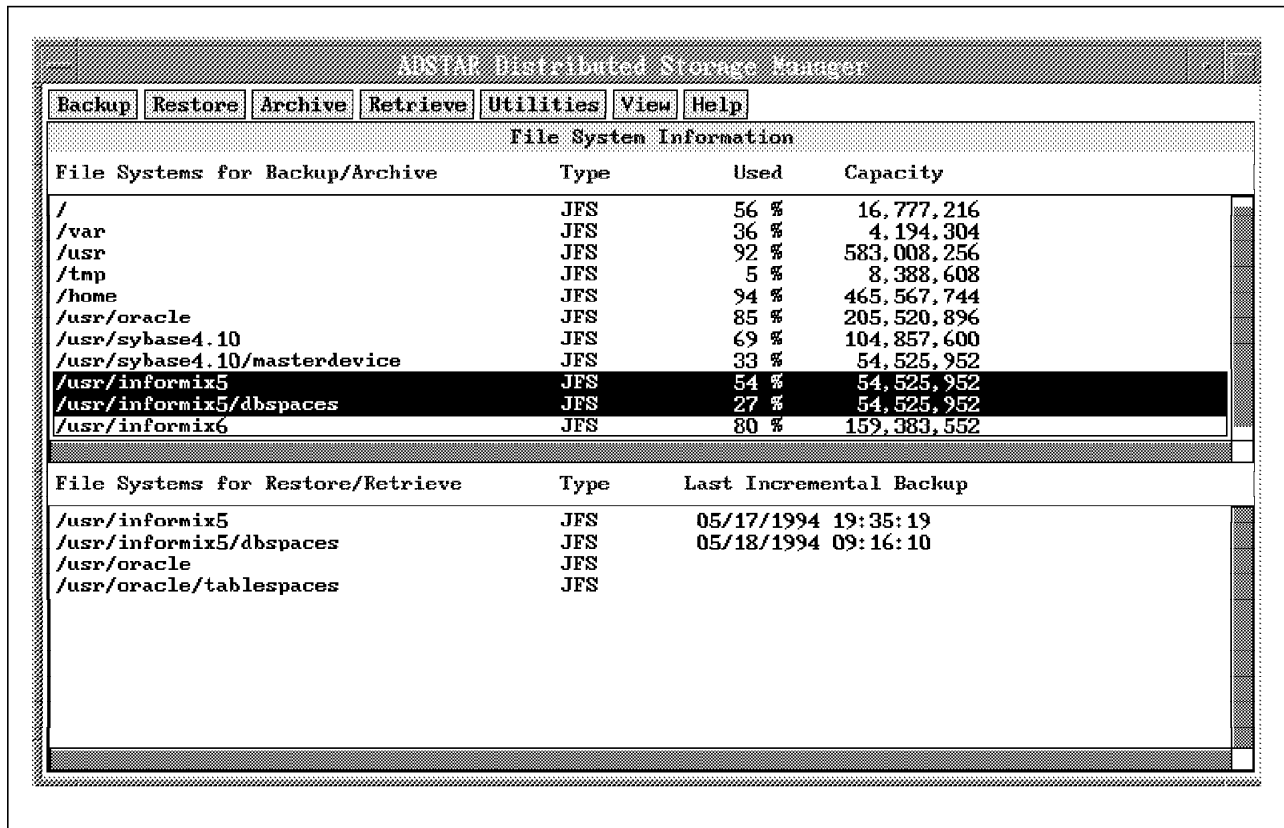 ADSTAR Distributed Storage Manager
Backup Restore Archive Retrieve Utilities View Help
File System Information
File Systems for Backup/Archive Type Used Capacity
/ JFS 56 % 16,777,216
/var JFS 36 % 4,194,304
/usr JFS 92 % 583,008,256
/tmp JFS 5 % 8,388,608
/home JFS 94 % 465,567,744
/usr/oracle JFS 85 % 205,520,896
/usr/sybase4.10 JFS 69 % 104,857,600
/usr/sybase4.10/masterdevice JFS 33 % 54,525,952
/usr/informix5 JFS 54 % 54,525,952
/usr/informix5/dbspaces JFS 27 % 54,525,952
/usr/informix6 JFS 80 % 159,383,552
File Systems for Restore/Retrieve Type Last Incremental Backup
/usr/informix5 JFS 05/17/1994 19:35:19
/usr/informix5/dbspaces JFS 05/18/1994 09:16:10
/usr/oracle JFS
/usr/oracle/tablespaces JFS